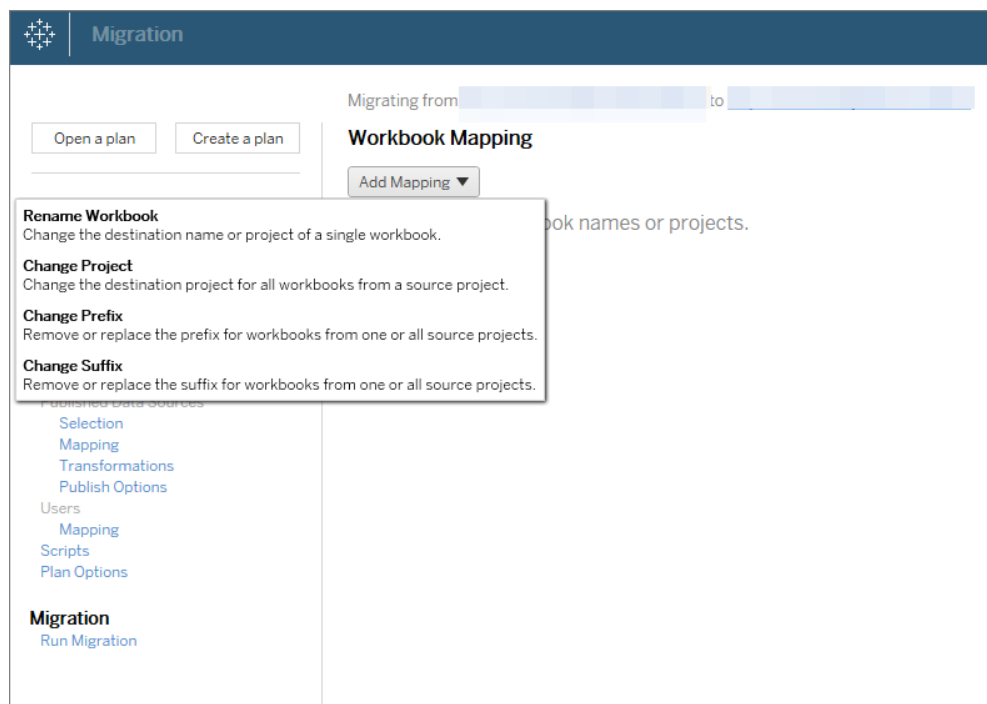 Migration
Migrating from to
Open a plan
Create a plan
Workbook Mapping
Add Mapping ▼
names or projects.
Rename Workbook
Change the destination name or project of a single workbook.
Change Project
Change the destination project for all workbooks from a source project.
Change Prefix
Remove or replace the prefix for workbooks from one or all source projects.
Change Suffix
Remove or replace the suffix for workbooks from one or all source projects.
Published Data Sources
Selection
Mapping
Transformations
Publish Options
Users
Mapping
Scripts
Plan Options
Migration
Run Migration